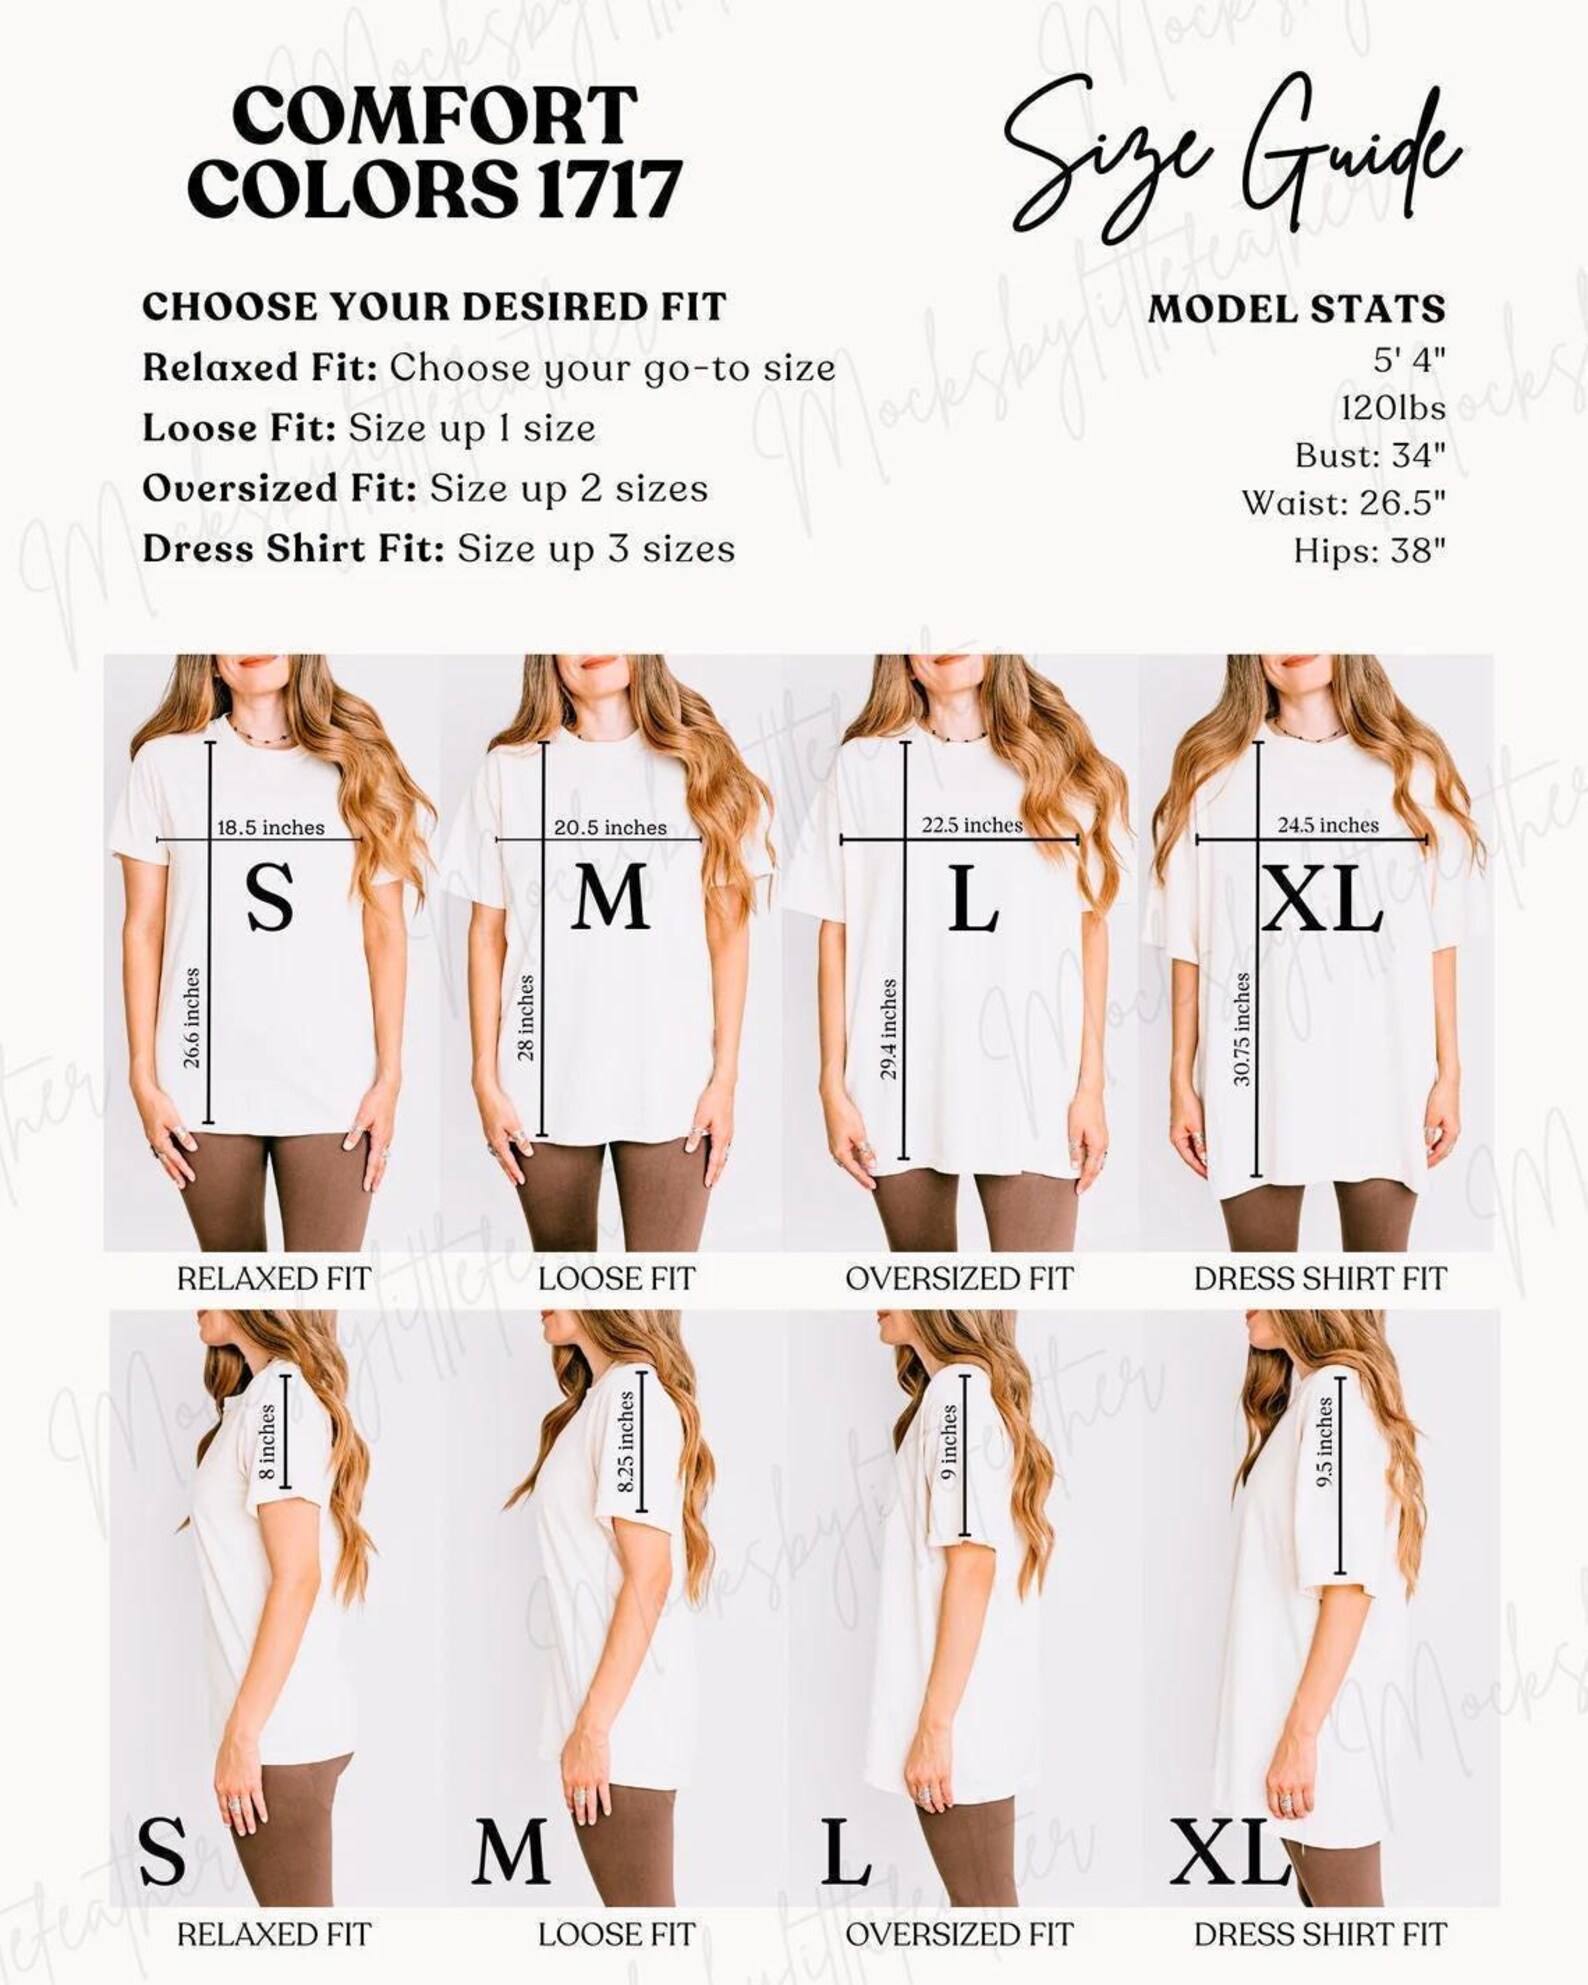 COMFORT
COLORS 1717
Size Guide
CHOOSE YOUR DESIRED FIT
Relaxed Fit: Choose your go-to size
Loose Fit: Size up 1 size
Oversized Fit: Size up 2 sizes
Dress Shirt Fit: Size up 3 sizes
MODEL STATS
5' 4"
120lbs
Bust: 34"
Waist: 26.5"
Hips: 38"
18.5 inches
S
26.6 inches
20.5 inches
M
28 inches
22.5 inches
L
29.4 inches
24.5 inches
XL
30.75 inches
RELAXED FIT
LOOSE FIT
OVERSIZED FIT
DRESS SHIRT FIT
8 inches
8.25 inches
9 inches
9.5 inches
S
M
L
XL
RELAXED FIT
LOOSE FIT
OVERSIZED FIT
DRESS SHIRT FIT
Mocksbylittlefeather